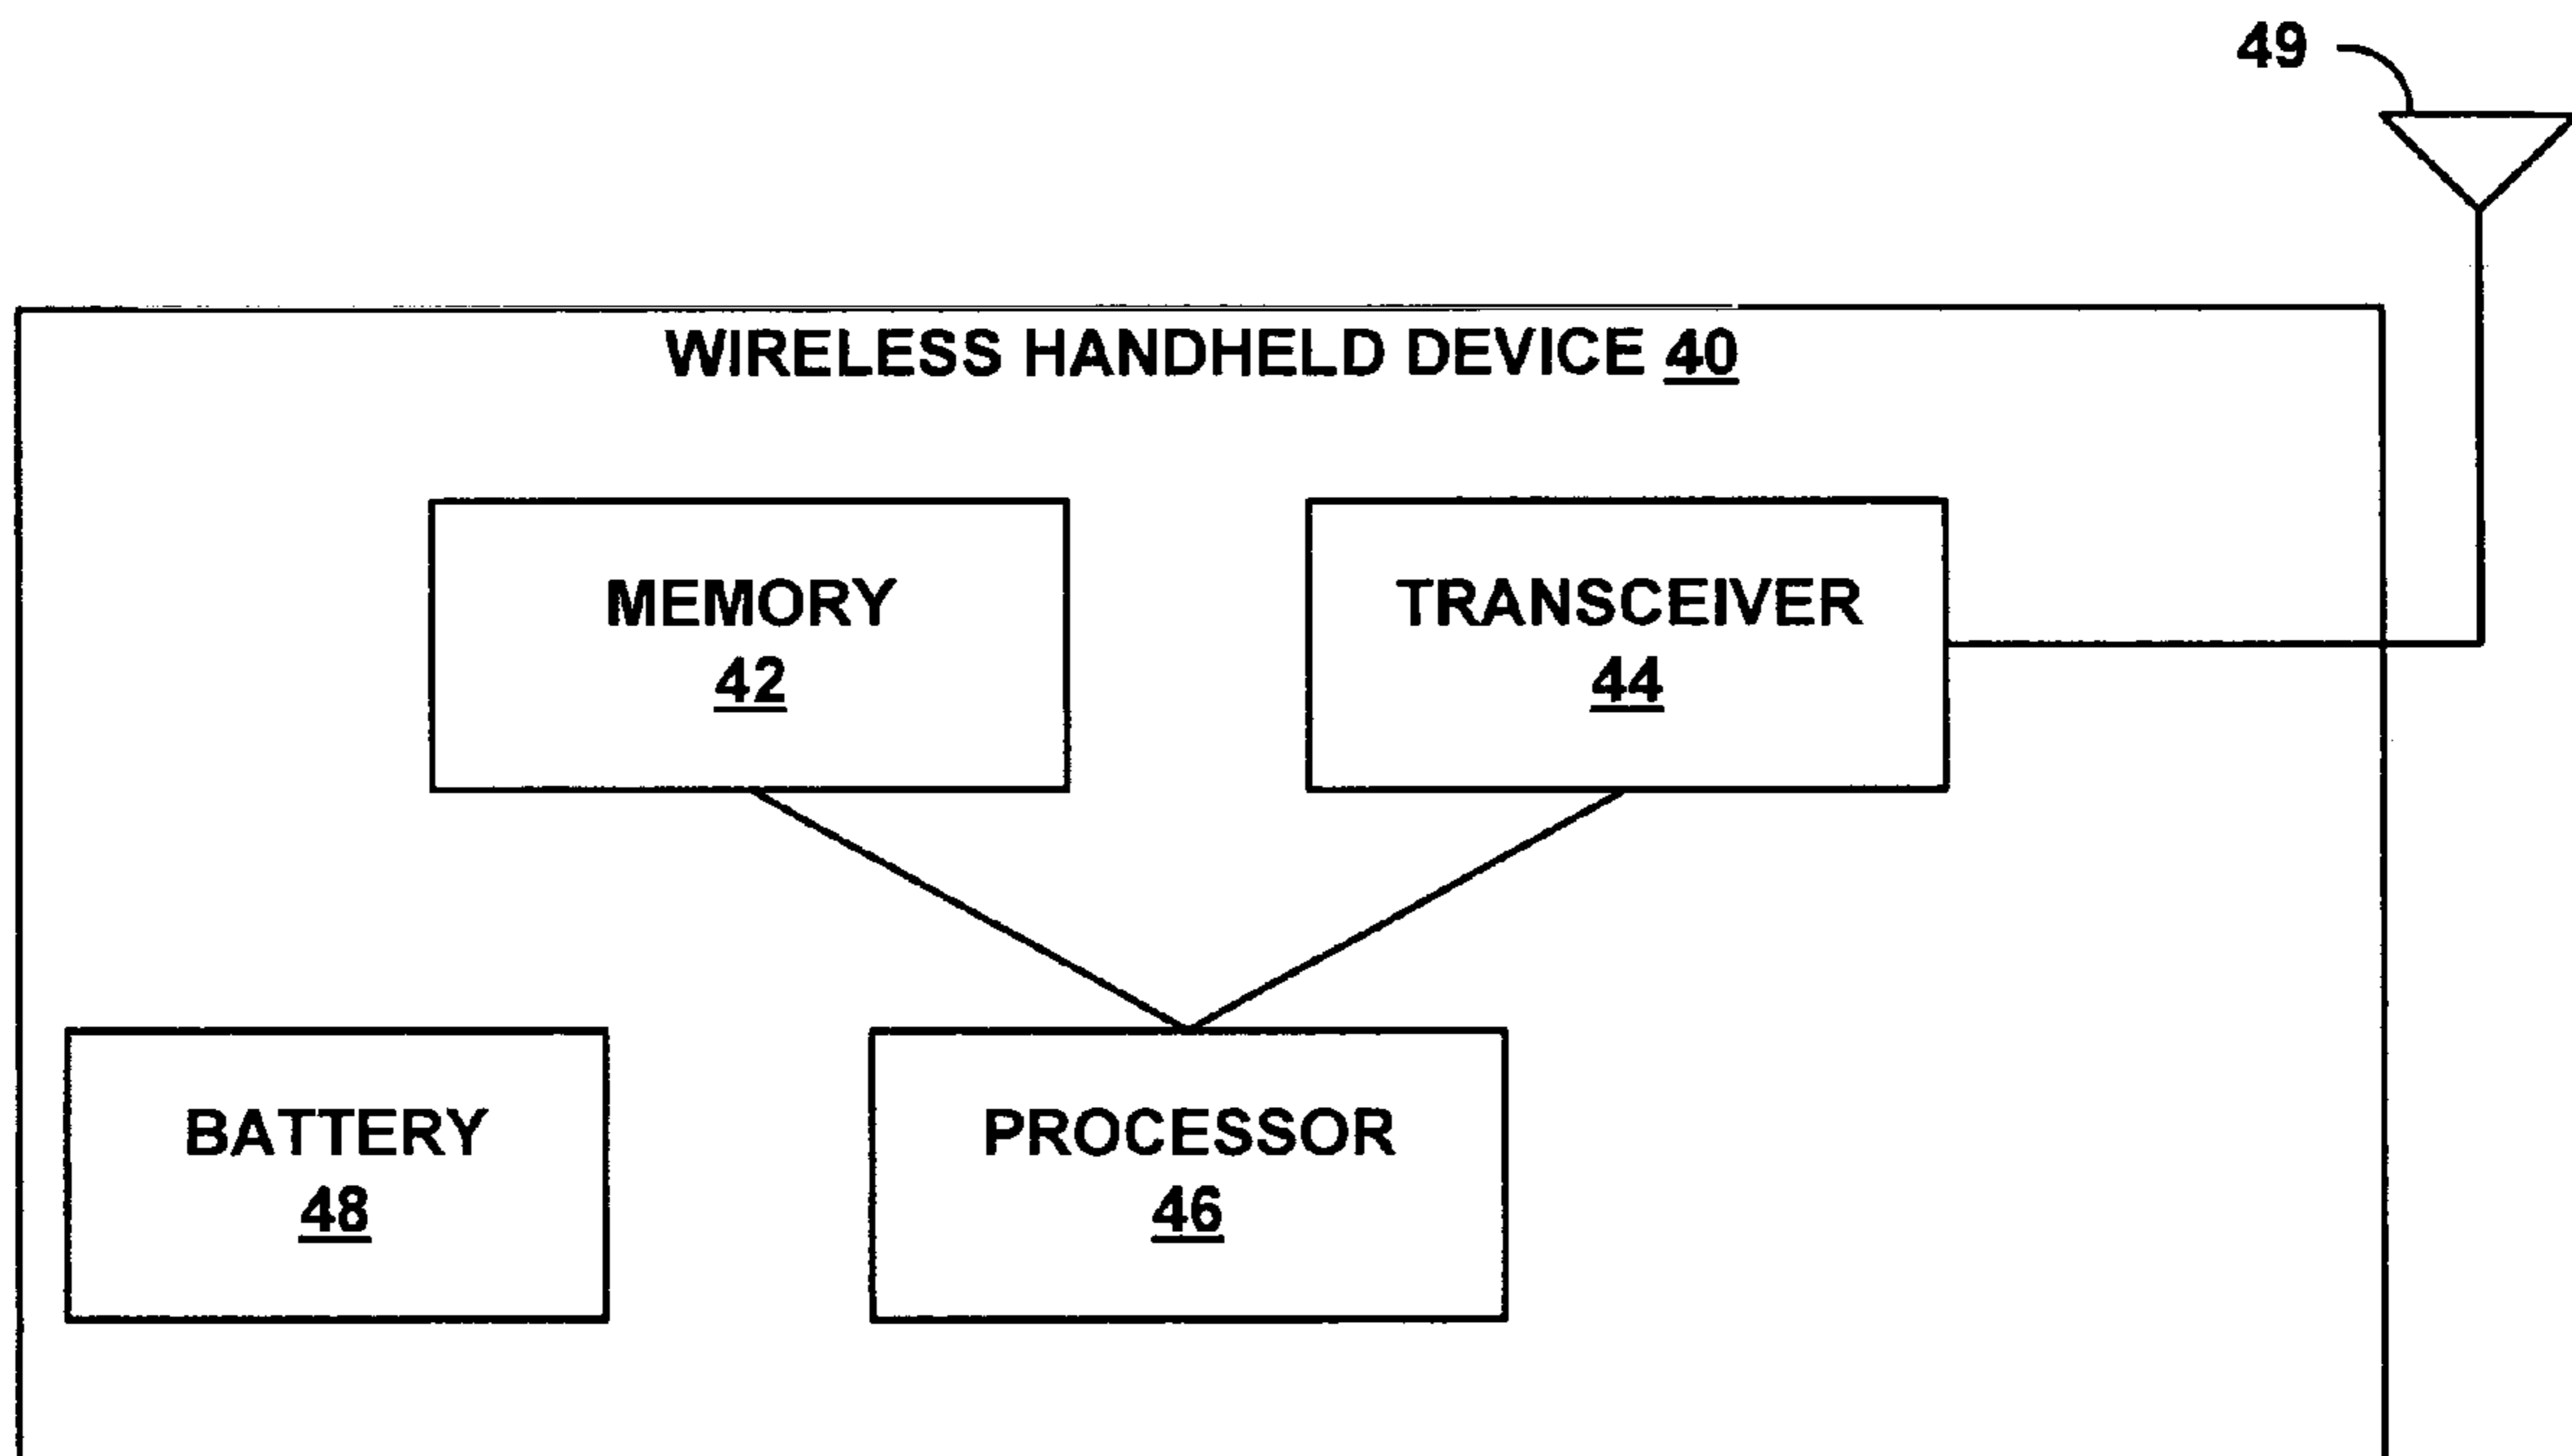 49
WIRELESS HANDHELD DEVICE 40
MEMORY
42
TRANSCEIVER
44
BATTERY
48
PROCESSOR
46